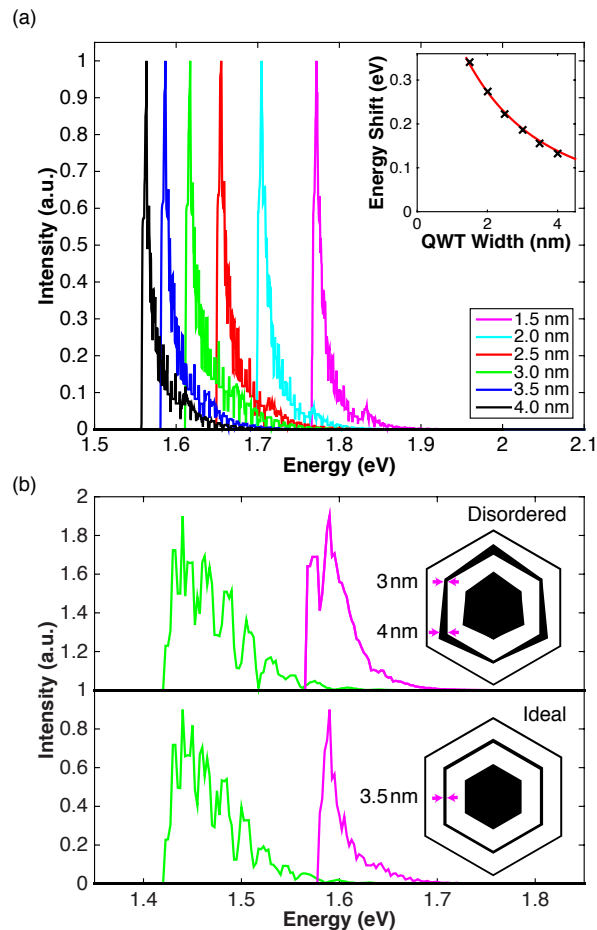 (a)
1
0.9
0.8
0.7
0.6
0.5
0.4
0.3
0.2
0.1
0
Intensity (a.u.)
1.5 1.6 1.7 1.8 1.9 2 2.1
Energy (eV)
0.3
0.2
0.1
0
Energy Shift (eV)
0 2 4
QWT Width (nm)
1.5 nm
2.0 nm
2.5 nm
3.0 nm
3.5 nm
4.0 nm
(b)
2
1.8
1.6
1.4
1.2
1
Disordered
3 nm
4 nm
Intensity (a.u.)
0.8
0.6
0.4
0.2
0
Ideal
3.5 nm
1.4 1.5 1.6 1.7 1.8
Energy (eV)